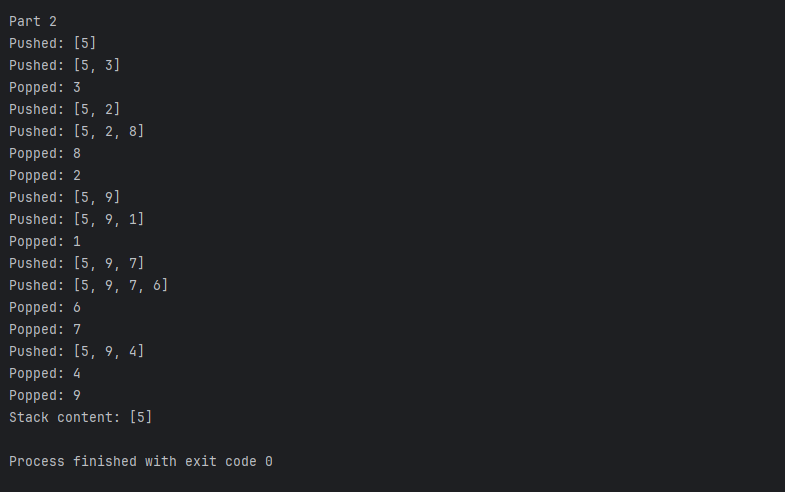 Part 2
Pushed: [5]
Pushed: [5, 3]
Popped: 3
Pushed: [5, 2]
Pushed: [5, 2, 8]
Popped: 8
Popped: 2
Pushed: [5, 9]
Pushed: [5, 9, 1]
Popped: 1
Pushed: [5, 9, 7]
Pushed: [5, 9, 7, 6]
Popped: 6
Popped: 7
Pushed: [5, 9, 4]
Popped: 4
Popped: 9
Stack content: [5]
Process finished with exit code 0